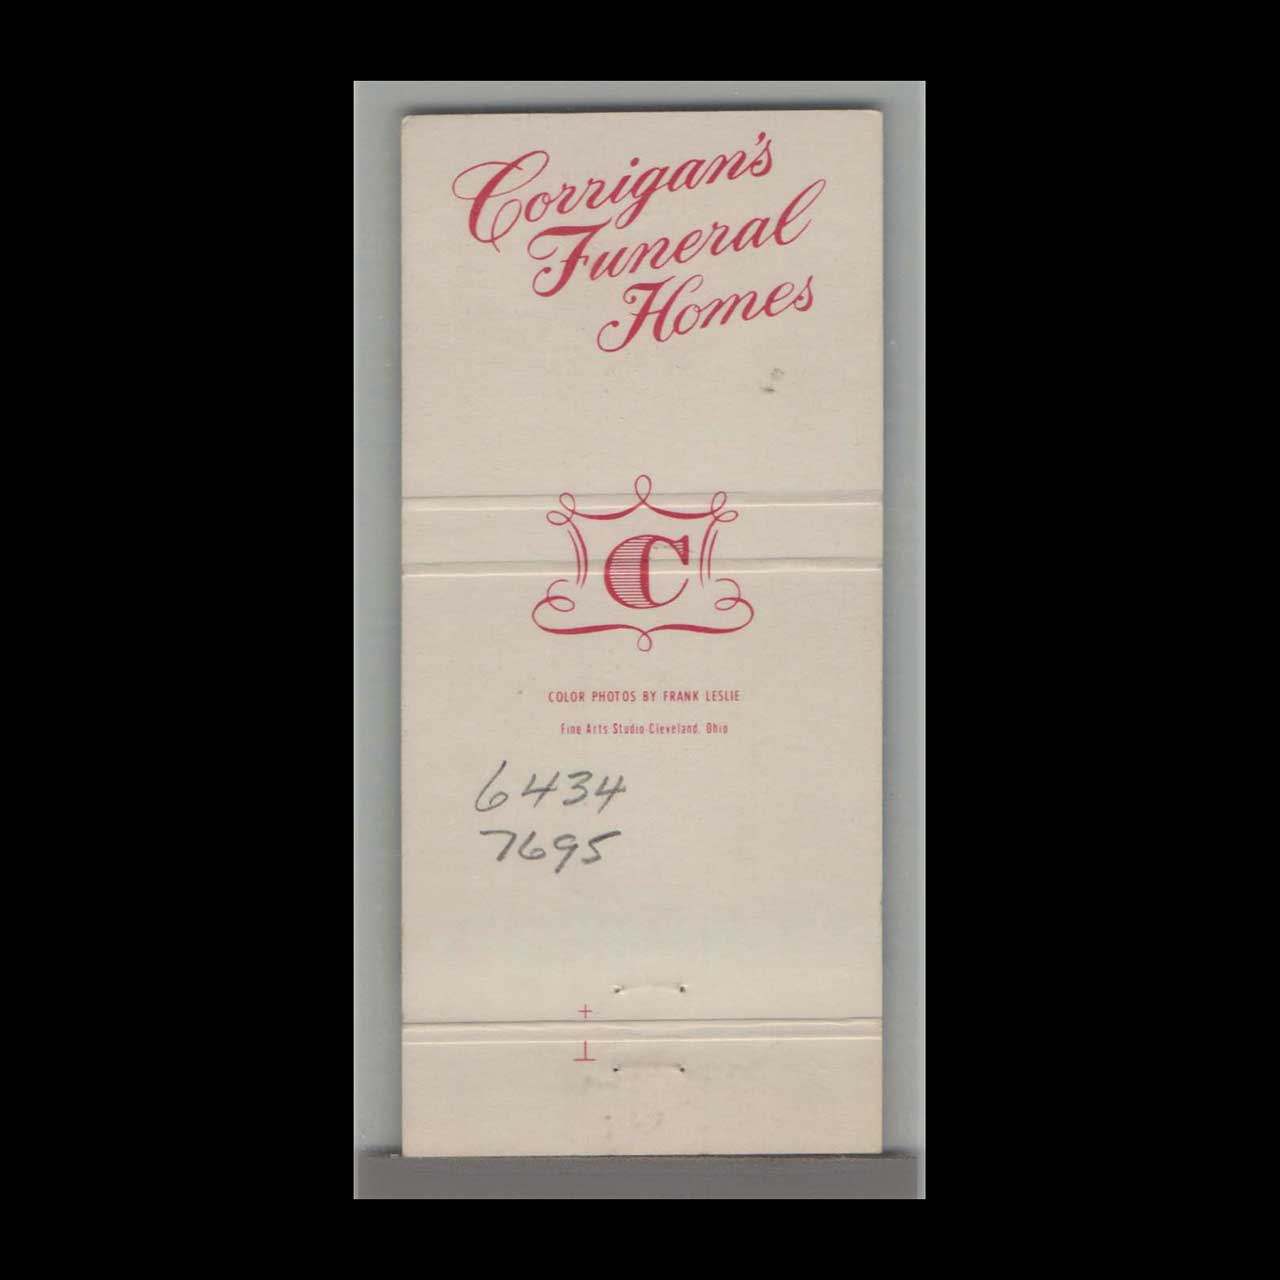 Corrigan's
Funeral
Homes
C
COLOR PHOTOS BY FRANK LESLIE
Fine Arts Studio-Cleveland, Ohio
6434
7695